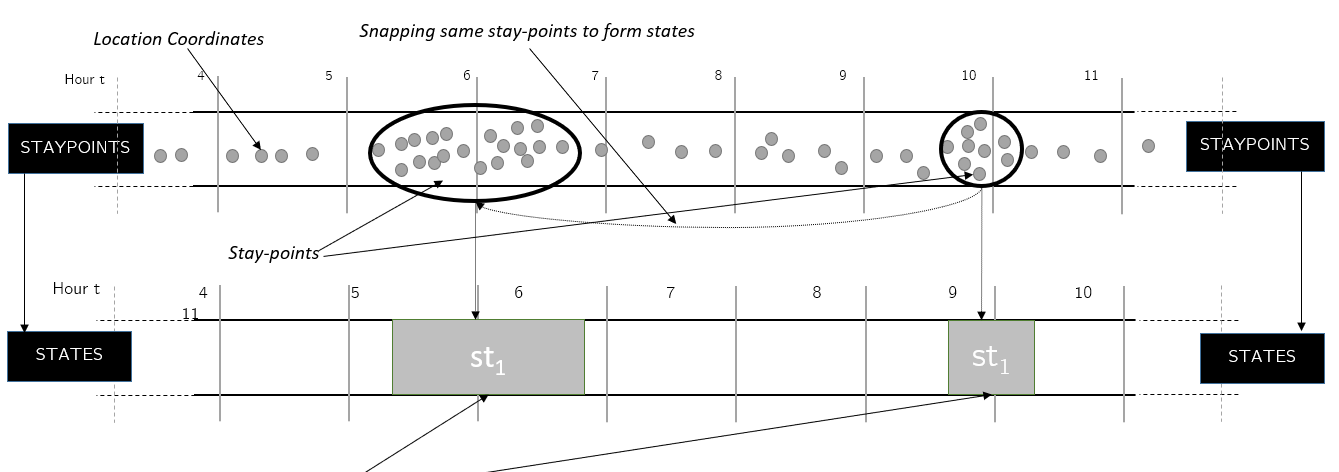 Snapping same stay-points to form states
Location Coordinates
Hour t 4 5 6 7 8 9 10 11
STAYPOINTS STAYPOINTS
Stay-points
Hour t 4 5 6 7 8 9 10
11
STATES st1 st1 STATES